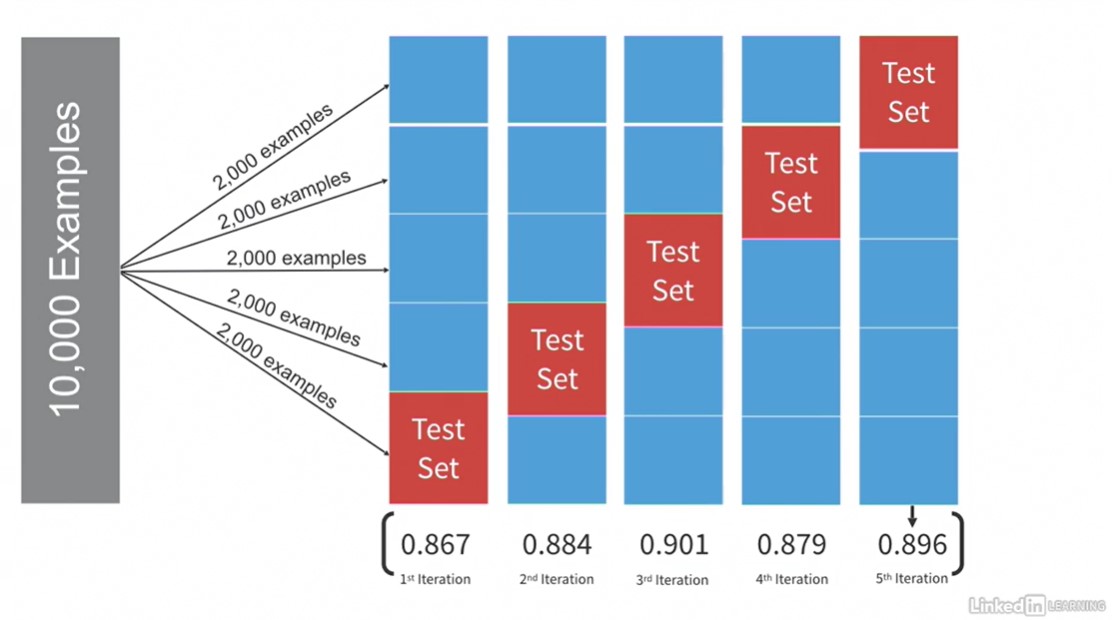 10,000 Examples
2,000 examples
2,000 examples
2,000 examples
2,000 examples
2,000 examples
Test
Set
Test
Set
Test
Set
Test
Set
Test
Set
0.867
0.884
0.901
0.879
0.896
1st Iteration
2nd Iteration
3rd Iteration
4th Iteration
5th Iteration
Linked in LEARNING